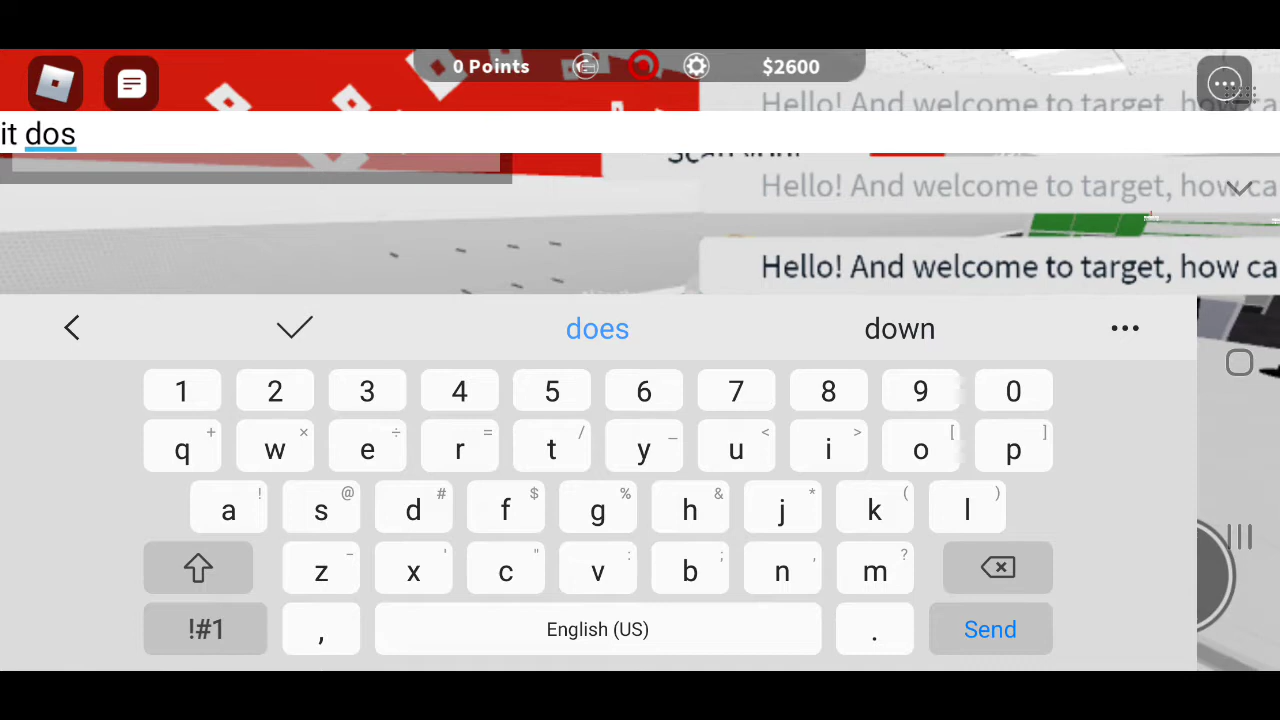 0 Points $2600
Hello! And welcome to target, how ca
it dos
Hello! And welcome to target, how ca
Hello! And welcome to target, how ca
does down
1 2 3 4 5 6 7 8 9 0
q + w × e ÷ r = t / y _ u < i > o [ p ]
a ! s @ d # f $ g % h & j * k ( l )
z - x ' c " v : b ; n , m ?
!#1 , English (US) . Send